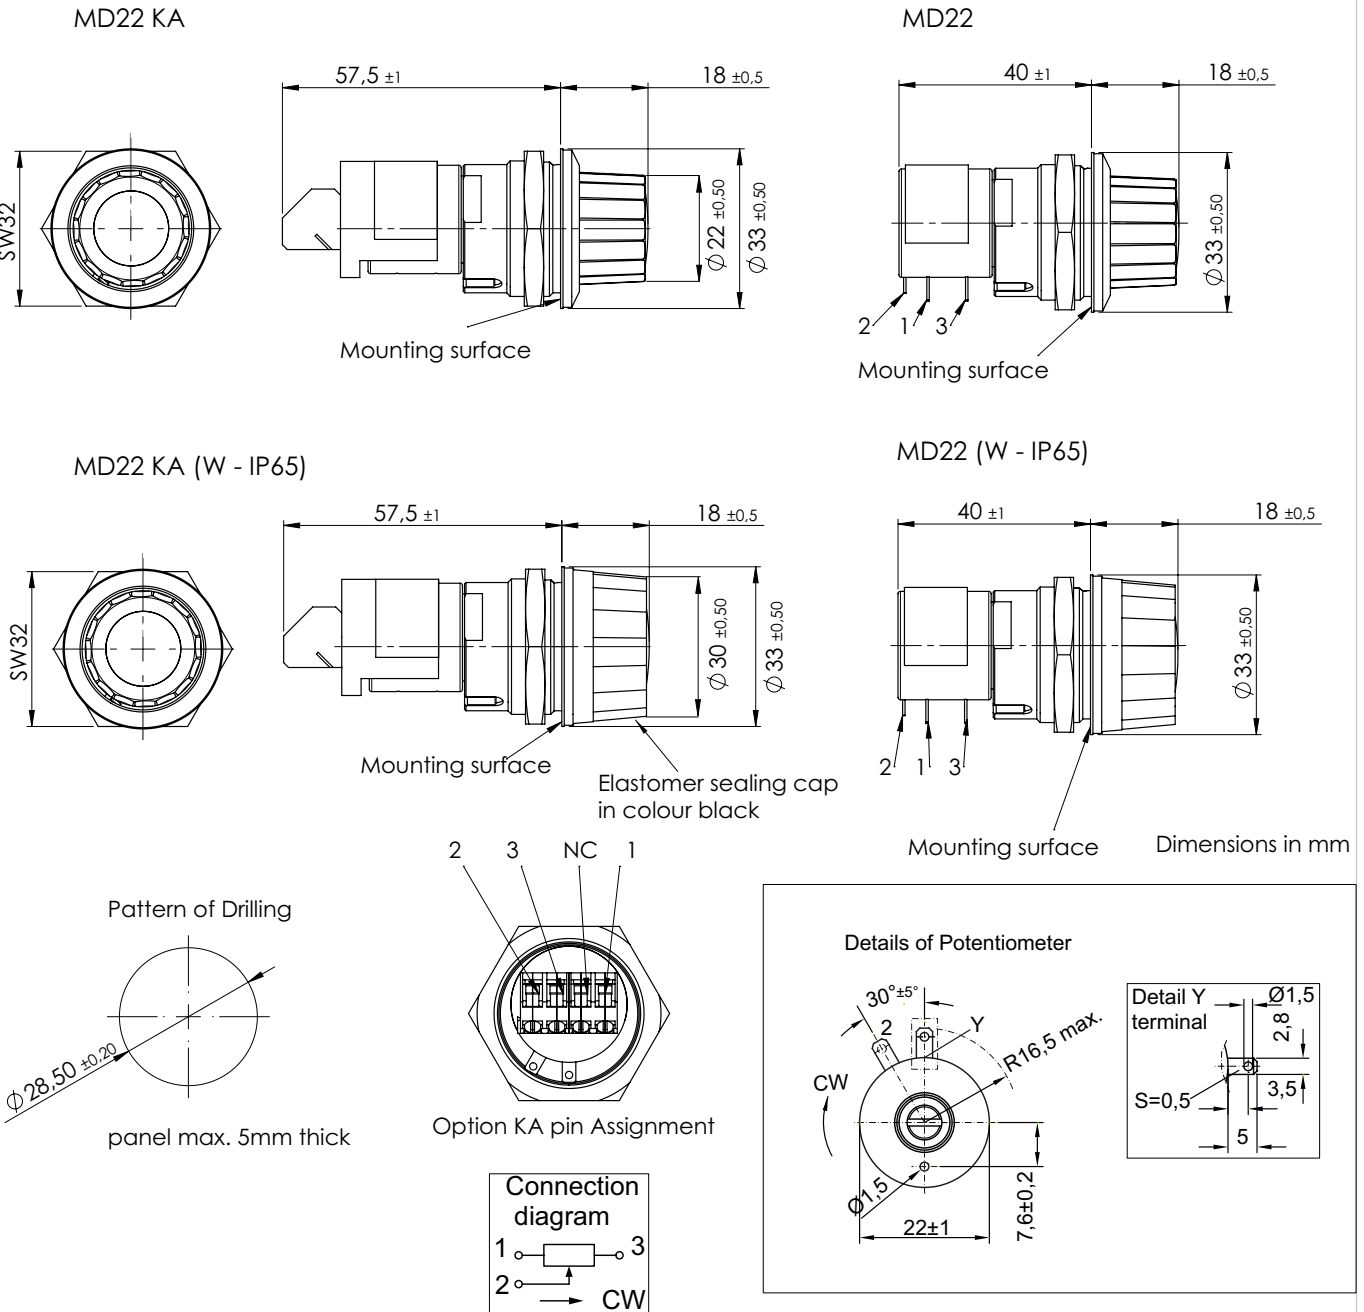 MD22 KA
MD22
57,5 ±1
18 ±0,5
40 ±1
18 ±0,5
SW32
Ø 22 ±0,50
Ø 33 ±0,50
Ø 33 ±0,50
2
1
3
Mounting surface
Mounting surface
MD22 KA (W - IP65)
MD22 (W - IP65)
57,5 ±1
18 ±0,5
40 ±1
18 ±0,5
SW32
Ø 30 ±0,50
Ø 33 ±0,50
Ø 33 ±0,50
Mounting surface
2
1
3
Elastomer sealing cap
in colour black
Mounting surface
Dimensions in mm
2
3
NC
1
Pattern of Drilling
Ø 28,50 ±0,20
panel max. 5mm thick
Option KA pin Assignment
Connection
diagram
1
3
2
CW
Details of Potentiometer
30°±5°
2
Y
R16,5 max.
CW
Ø1,5
22±1
7,6±0,2
Detail Y
terminal
Ø1,5
2,8
S=0,5
3,5
5